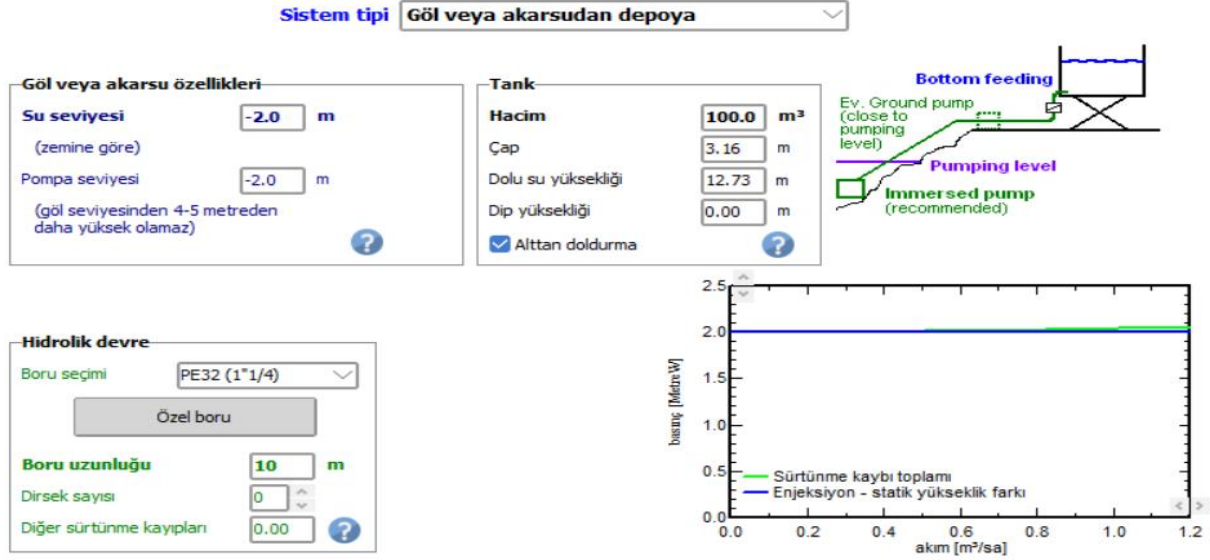 Sistem tipi Göl veya akarsudan depoya
Göl veya akarsu özellikleri
Su seviyesi -2.0 m
(zemine göre)
Pompa seviyesi -2.0 m
(göl seviyesinden 4-5 metreden
daha yüksek olamaz)
?
Tank
Hacim 100.0 m³
Çap 3.16 m
Dolu su yüksekliği 12.73 m
Dip yüksekliği 0.00 m
Alttan doldurma ?
Bottom feeding
Ev. Ground pump
(close to
pumping
level)
Pumping level
Immersed pump
(recommended)
Hidrolik devre
Boru seçimi PE32 (1"1/4)
Özel boru
Boru uzunluğu 10 m
Dirsek sayısı 0
Diğer sürtünme kayıpları 0.00 ?
2.5
2.0
1.5
1.0
0.5
0.0
basınç [MetreW]
Sürtünme kaybı toplamı
Enjeksiyon - statik yükseklik farkı
0.0 0.2 0.4 0.6 0.8 1.0 1.2
akım [m³/sa]